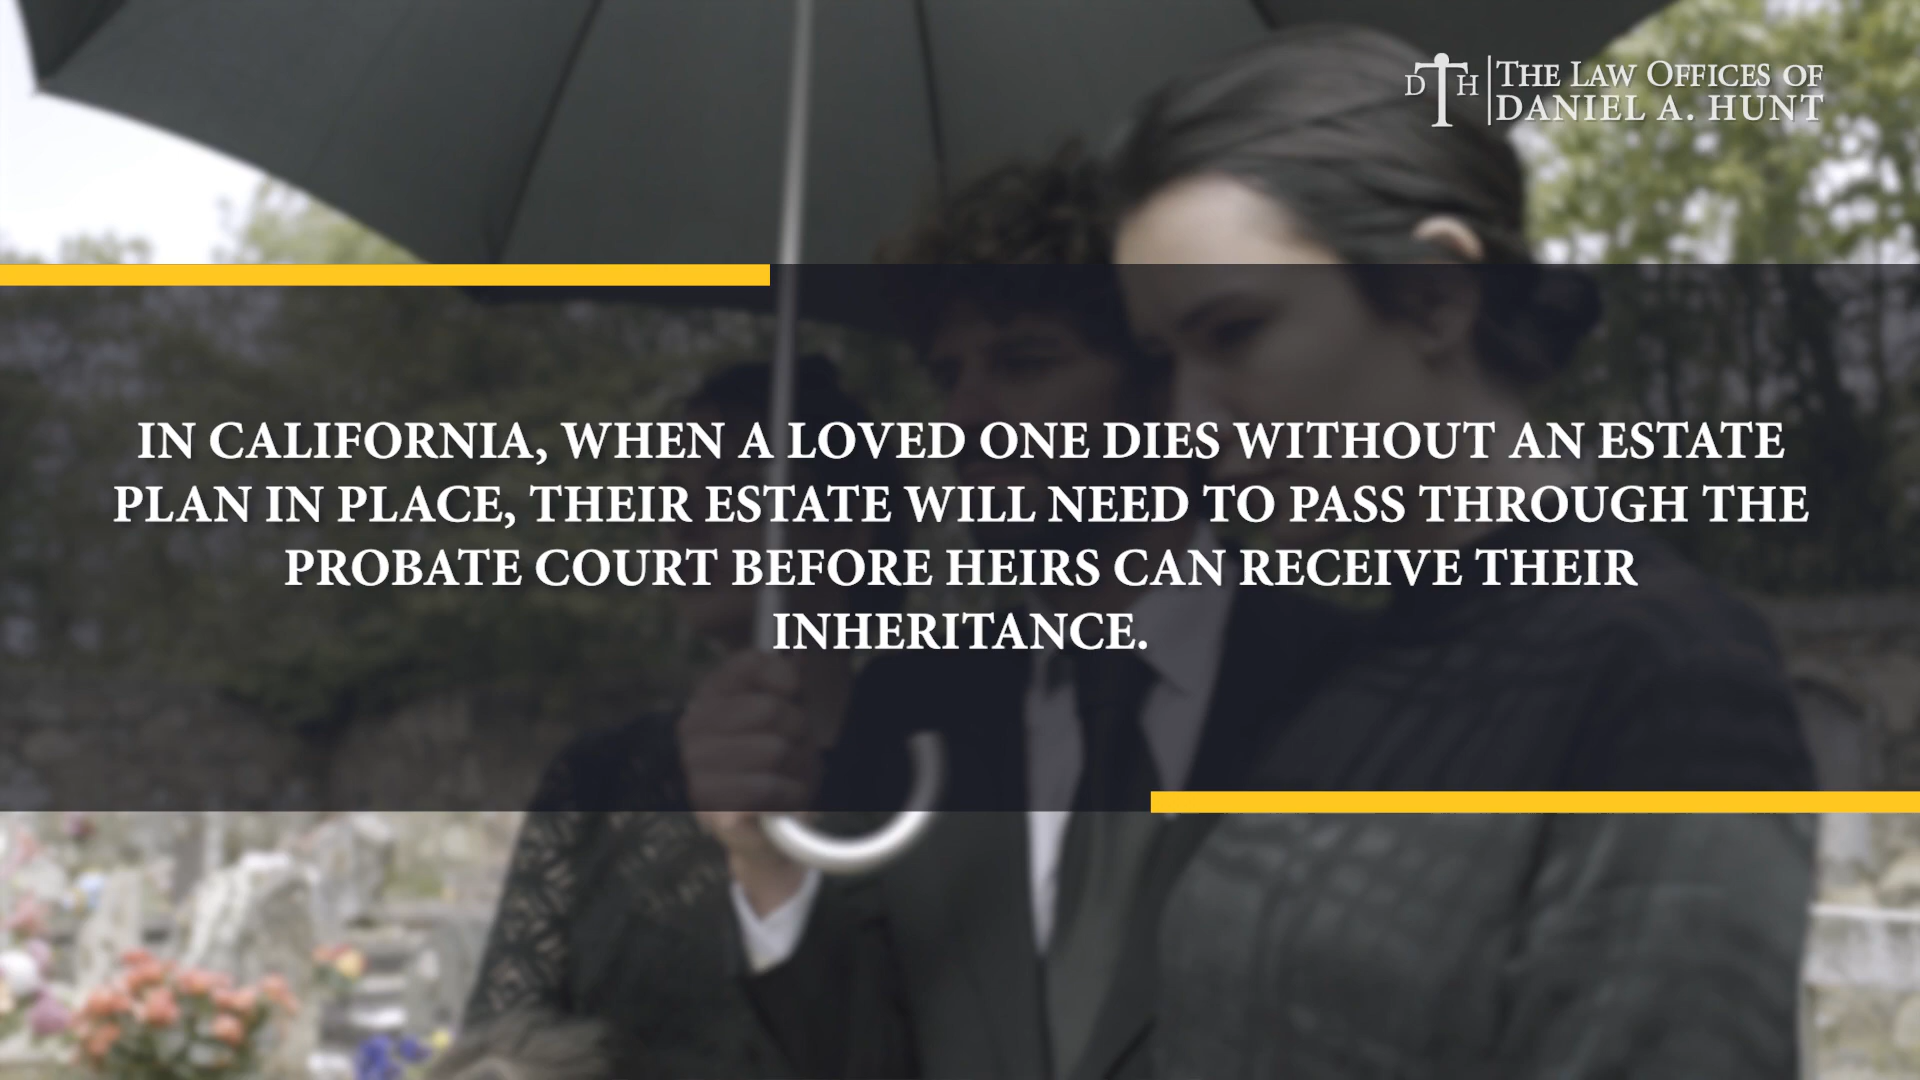 D H THE LAW OFFICES OF
DANIEL A. HUNT
IN CALIFORNIA, WHEN A LOVED ONE DIES WITHOUT AN ESTATE
PLAN IN PLACE, THEIR ESTATE WILL NEED TO PASS THROUGH THE
PROBATE COURT BEFORE HEIRS CAN RECEIVE THEIR
INHERITANCE.